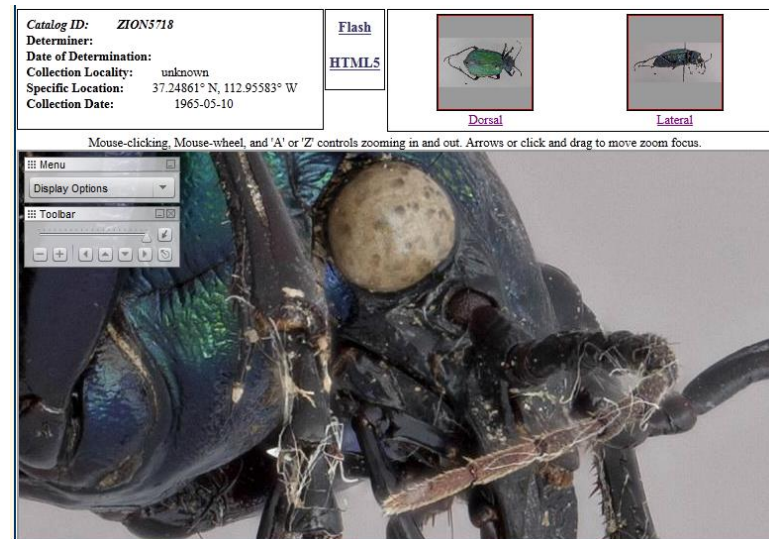 Catalog ID: ZION5718
Determiner:
Date of Determination:
Collection Locality: unknown
Specific Location: 37.24861° N, 112.95583° W
Collection Date: 1965-05-10
Flash
HTML5
Dorsal
Lateral
Mouse-clicking, Mouse-wheel, and 'A' or 'Z' controls zooming in and out. Arrows or click and drag to move zoom focus.
Menu
Display Options
Toolbar